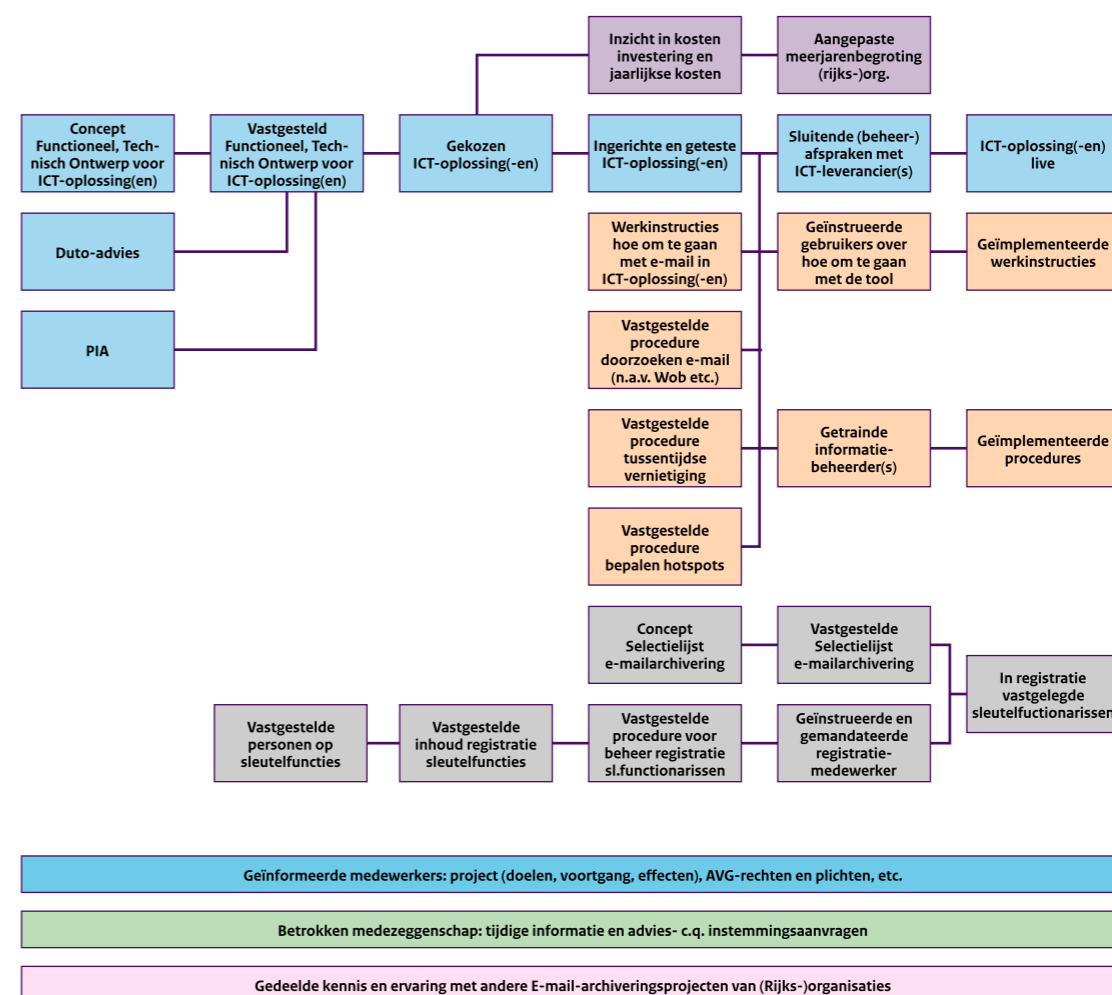 Inzicht in kosten
investering en
jaarlijkse kosten
Aangepaste
meerjarenbegroting
(rijks-)org.
Concept
Functioneel, Tech-
nisch Ontwerp voor
ICT-oplossing(en)
Vastgesteld
Functioneel, Tech-
nisch Ontwerp voor
ICT-oplossing(en)
Gekozen
ICT-oplossing(-en)
Ingerichte en geteste
ICT-oplossing(-en)
Sluitende (beheer-)
afspraken met
ICT-leverancier(s)
ICT-oplossing(-en)
live
Duto-advies
Werkinstructies
hoe om te gaan
met e-mail in
ICT-oplossing(-en)
Geïnstrueerde
gebruikers over
hoe om te gaan
met de tool
Geïmplementeerde
werkinstructies
PIA
Vastgestelde
procedure
doorzoeken e-mail
(n.a.v. Wob etc.)
Vastgestelde
procedure
tussentijdse
vernietiging
Getrainde
informatie-
beheerder(s)
Geïmplementeerde
procedures
Vastgestelde
procedure
bepalen hotspots
Concept
Selectielijst
e-mailarchivering
Vastgestelde
Selectielijst
e-mailarchivering
In registratie
vastgelegde
sleutelfuctionarissen
Vastgestelde
personen op
sleutelfuncties
Vastgestelde
inhoud registratie
sleutelfuncties
Vastgestelde
procedure voor
beheer registratie
sl.functionarissen
Geïnstrueerde en
gemandateerde
registratie-
medewerker
Geïnformeerde medewerkers: project (doelen, voortgang, effecten), AVG-rechten en plichten, etc.
Betrokken medezeggenschap: tijdige informatie en advies- c.q. instemmingsaanvragen
Gedeelde kennis en ervaring met andere E-mail-archiveringsprojecten van (Rijks-)organisaties